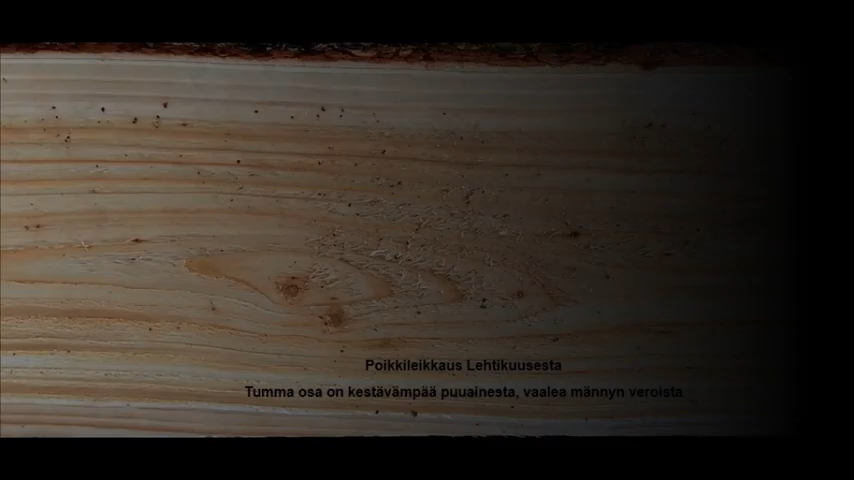 Poikkileikkaus Lehtikuusesta
Tumma osa on kestävämpää puuainesta, vaalea männyn veroista